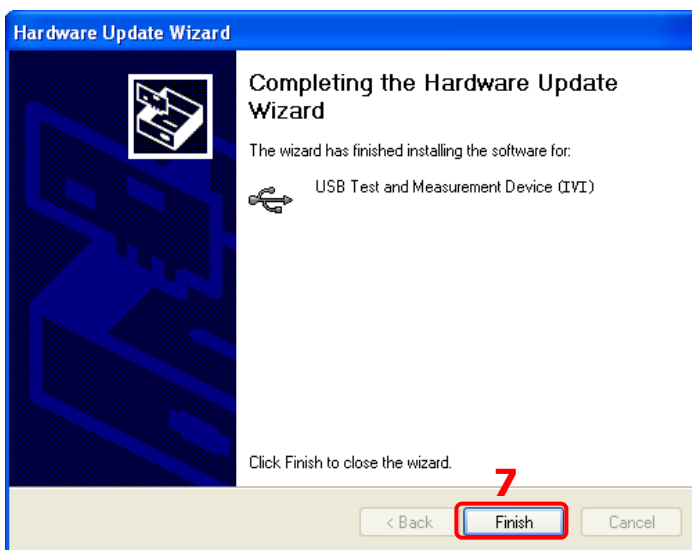 Hardware Update Wizard
Completing the Hardware Update
Wizard
The wizard has finished installing the software for:
USB Test and Measurement Device (IVI)
Click Finish to close the wizard.
7
< Back Finish Cancel